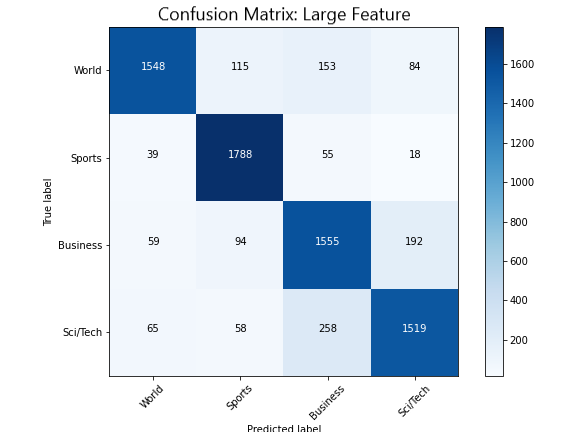 Confusion Matrix: Large Feature
World 1548 115 153 84
Sports 39 1788 55 18
Business 59 94 1555 192
Sci/Tech 65 58 258 1519
World Sports Business Sci/Tech
True label
Predicted label
1600
1400
1200
1000
800
600
400
200